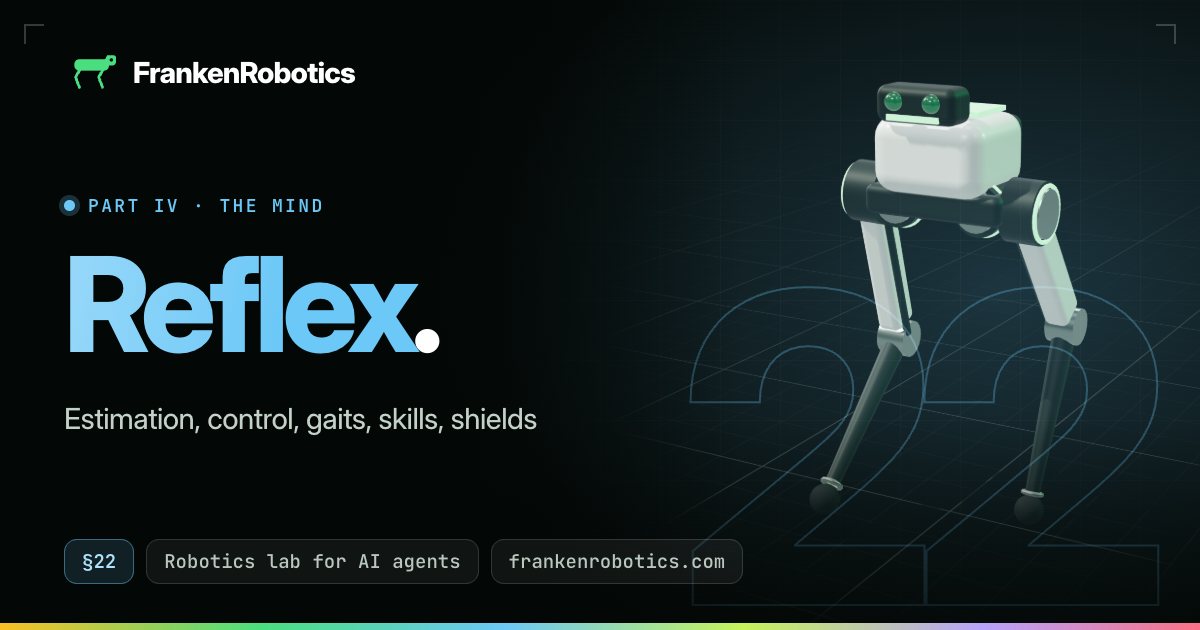 FrankenRobotics
PART IV · THE MIND
Reflex.
Estimation, control, gaits, skills, shields
22
§22
Robotics lab for AI agents
frankenrobotics.com